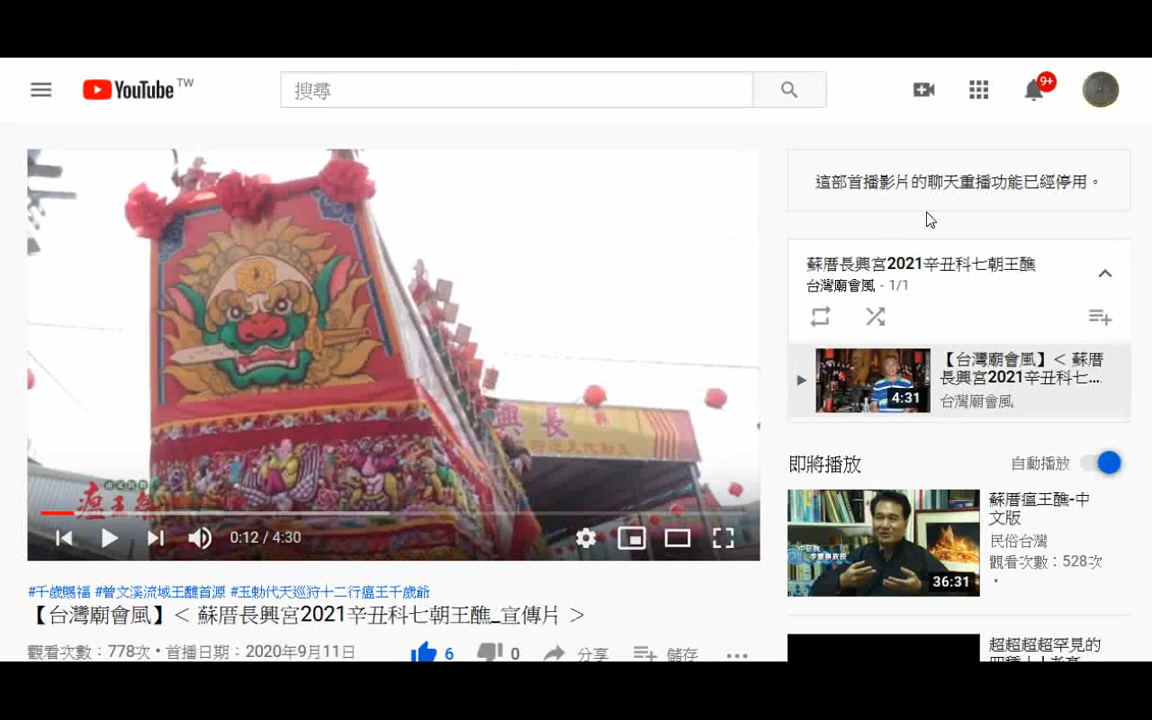 YouTube TW
搜尋
9+
這部首播影片的聊天重播功能已經停用。
蘇厝長興宮2021辛丑科七朝王醮
台灣廟會風 - 1/1
【台灣廟會風】＜ 蘇厝
長興宮2021辛丑科七...
台灣廟會風
4:31
興長
瘟王祭
0:12 / 4:30
即將播放
自動播放
蘇厝瘟王醮-中
文版
民俗台灣
觀看次數：528次
36:31
#千歲賜福 #曾文溪流域王醮首源 #玉勅代天巡狩十二行瘟王千歲爺
【台灣廟會風】＜ 蘇厝長興宮2021辛丑科七朝王醮_宣傳片 ＞
觀看次數：778次 • 首播日期：2020年9月11日
6
0
分享
儲存
超超超超罕見的